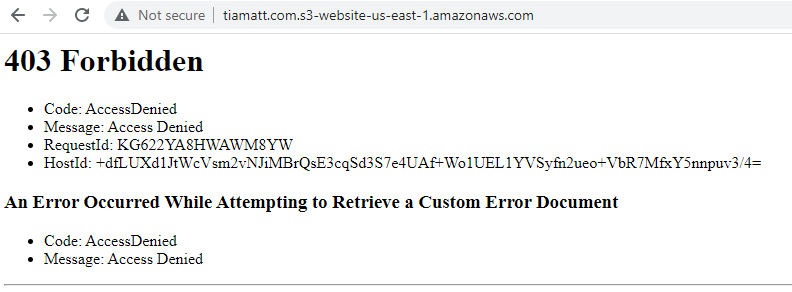 Not secure | tiamatt.com.s3-website-us-east-1.amazonaws.com
403 Forbidden
Code: AccessDenied
Message: Access Denied
RequestId: KG622YA8HWAWM8YW
HostId: +dfLUXd1JtWcVsm2vNJiMBrQsE3cqSd3S7e4UAf+Wo1UEL1YVSyfn2ueo+VbR7MfxY5nnpuv3/4=
An Error Occurred While Attempting to Retrieve a Custom Error Document
Code: AccessDenied
Message: Access Denied